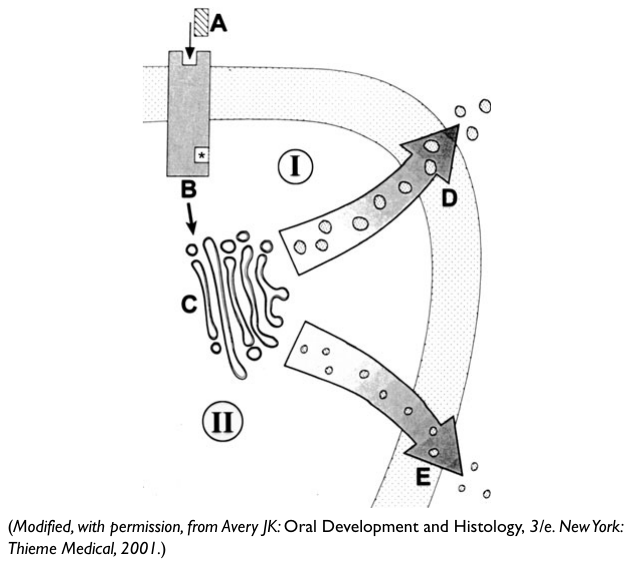 A
B
I
D
C
II
E
(Modified, with permission, from Avery JK: Oral Development and Histology, 3/e. New York:
Thieme Medical, 2001.)